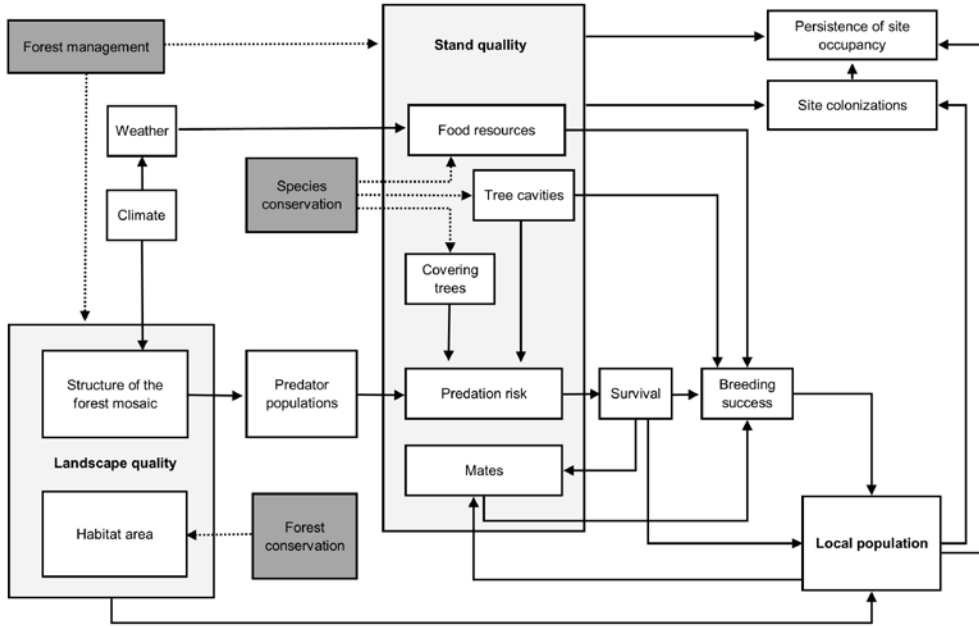 Forest management
Stand quallity
Persistence of site
occupancy
Site colonizations
Weather
Food resources
Species
conservation
Tree cavities
Climate
Covering
trees
Structure of the
forest mosaic
Predator
populations
Predation risk
Survival
Breeding
success
Landscape quality
Mates
Habitat area
Forest
conservation
Local population